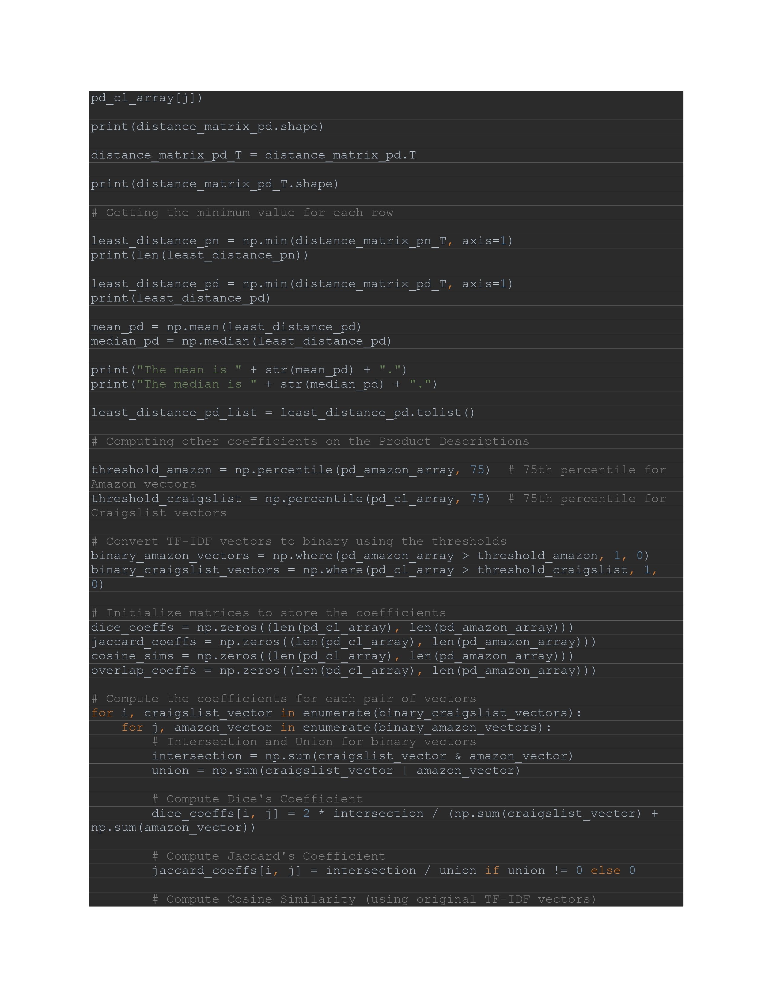 pd_cl_array[j])
print(distance_matrix_pd.shape)
distance_matrix_pd_T = distance_matrix_pd.T
print(distance_matrix_pd_T.shape)
# Getting the minimum value for each row
least_distance_pn = np.min(distance_matrix_pn_T, axis=1)
print(len(least_distance_pn))
least_distance_pd = np.min(distance_matrix_pd_T, axis=1)
print(least_distance_pd)
mean_pd = np.mean(least_distance_pd)
median_pd = np.median(least_distance_pd)
print("The mean is " + str(mean_pd) + ".")
print("The median is " + str(median_pd) + ".")
least_distance_pd_list = least_distance_pd.tolist()
# Computing other coefficients on the Product Descriptions
threshold_amazon = np.percentile(pd_amazon_array, 75)  # 75th percentile for
Amazon vectors
threshold_craigslist = np.percentile(pd_cl_array, 75)  # 75th percentile for
Craigslist vectors
# Convert TF-IDF vectors to binary using the thresholds
binary_amazon_vectors = np.where(pd_amazon_array > threshold_amazon, 1, 0)
binary_craigslist_vectors = np.where(pd_cl_array > threshold_craigslist, 1,
0)
# Initialize matrices to store the coefficients
dice_coeffs = np.zeros((len(pd_cl_array), len(pd_amazon_array)))
jaccard_coeffs = np.zeros((len(pd_cl_array), len(pd_amazon_array)))
cosine_sims = np.zeros((len(pd_cl_array), len(pd_amazon_array)))
overlap_coeffs = np.zeros((len(pd_cl_array), len(pd_amazon_array)))
# Compute the coefficients for each pair of vectors
for i, craigslist_vector in enumerate(binary_craigslist_vectors):
    for j, amazon_vector in enumerate(binary_amazon_vectors):
        # Intersection and Union for binary vectors
        intersection = np.sum(craigslist_vector & amazon_vector)
        union = np.sum(craigslist_vector | amazon_vector)
        # Compute Dice's Coefficient
        dice_coeffs[i, j] = 2 * intersection / (np.sum(craigslist_vector) +
np.sum(amazon_vector))
        # Compute Jaccard's Coefficient
        jaccard_coeffs[i, j] = intersection / union if union != 0 else 0
        # Compute Cosine Similarity (using original TF-IDF vectors)